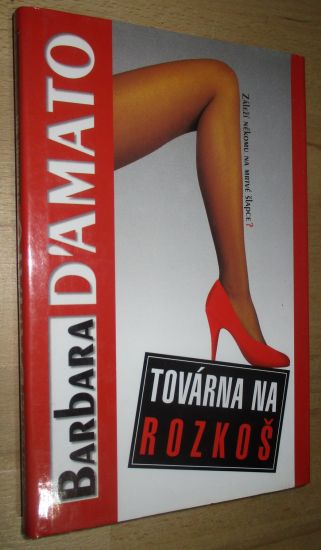 BARBARA
D'AMATO
Záleží někomu na mrtvé šlapce?
TOVÁRNA NA
ROZKOŠ